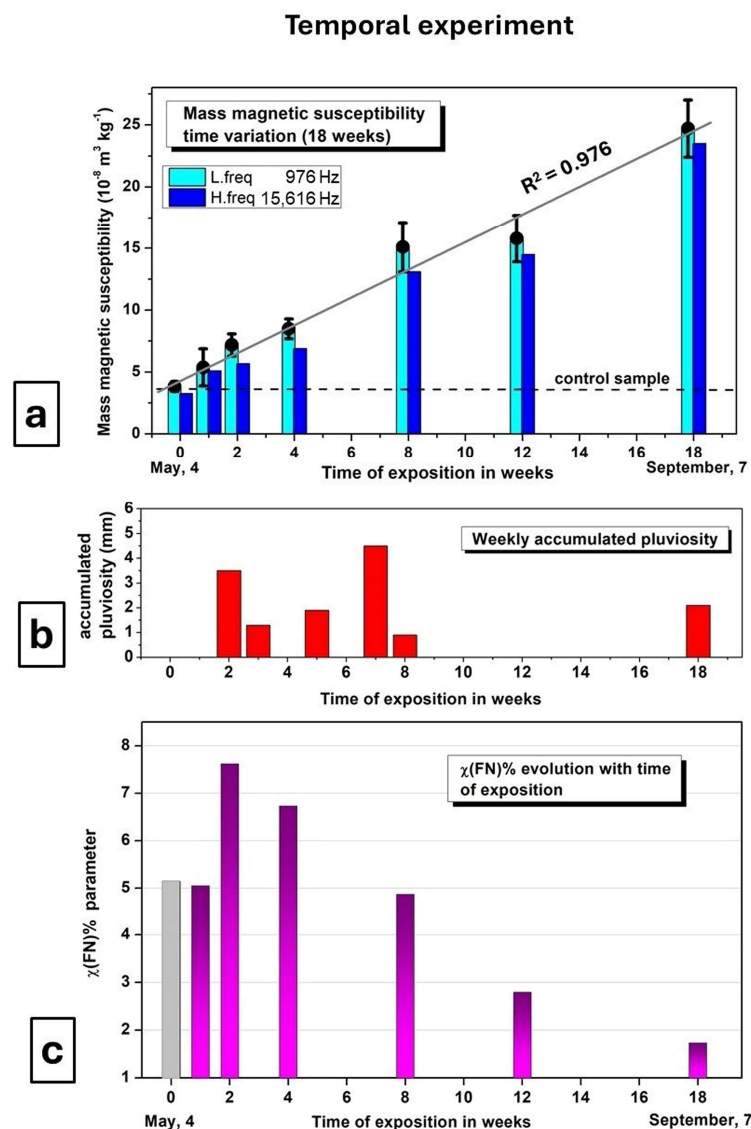 Temporal experiment
a
Mass magnetic susceptibility (10⁻⁸ m³ kg⁻¹)
25
20
15
10
5
0
Mass magnetic susceptibility
time variation (18 weeks)
L.freq 976 Hz
H.freq 15,616 Hz
R² = 0.976
control sample
0 2 4 6 8 10 12 14 16 18
May, 4 Time of exposition in weeks September, 7
b
accumulated
pluviosity (mm)
6
5
4
3
2
1
0
Weekly accumulated pluviosity
0 2 4 6 8 10 12 14 16 18
Time of exposition in weeks
c
χ(FN)% parameter
8
7
6
5
4
3
2
1
χ(FN)% evolution with time
of exposition
0 2 4 6 8 10 12 14 16 18
May, 4 Time of exposition in weeks September, 7